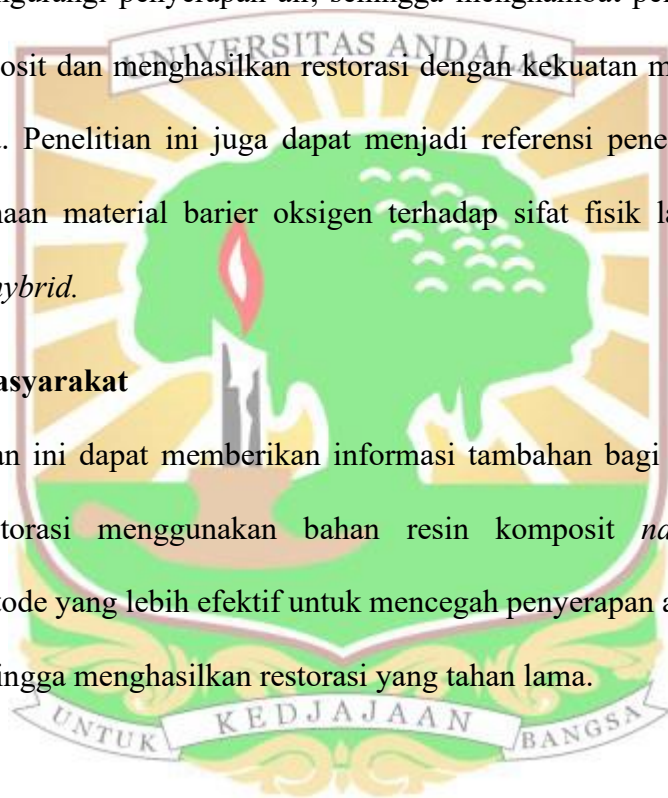 ngurangi penyerapan air, sehingga menghambat pe
UNIVERSITAS ANDALAS
osit dan menghasilkan restorasi dengan kekuatan m
. Penelitian ini juga dapat menjadi referensi pene
naan material barier oksigen terhadap sifat fisik la
hybrid.
asyarakat
an ini dapat memberikan informasi tambahan bagi
torasi menggunakan bahan resin komposit na
tode yang lebih efektif untuk mencegah penyerapan a
ingga menghasilkan restorasi yang tahan lama.
UNTUK KEDJAJAAN BANGSA